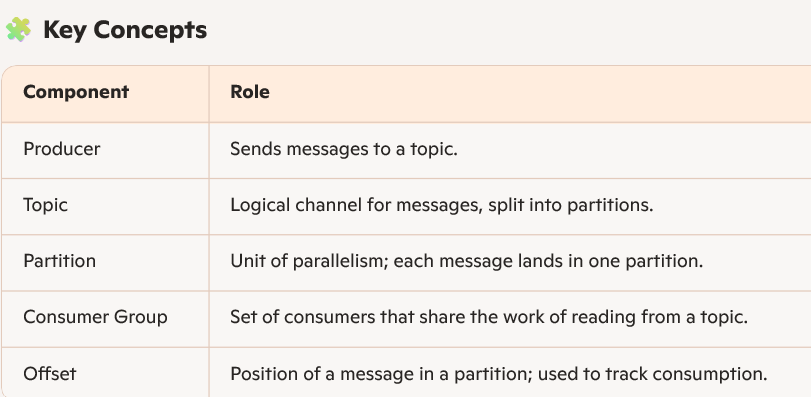 Key Concepts
Component Role
Producer Sends messages to a topic.
Topic Logical channel for messages, split into partitions.
Partition Unit of parallelism; each message lands in one partition.
Consumer Group Set of consumers that share the work of reading from a topic.
Offset Position of a message in a partition; used to track consumption.